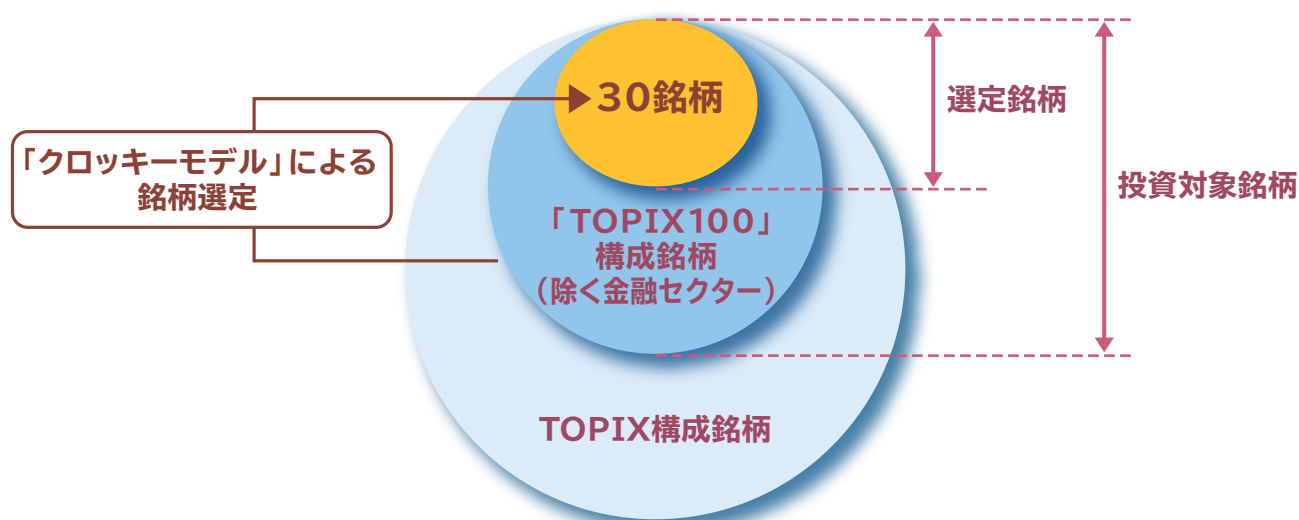 30銘柄
選定銘柄
「クロッキーモデル」による
銘柄選定
投資対象銘柄
「TOPIX100」
構成銘柄
（除く金融セクター）
TOPIX構成銘柄